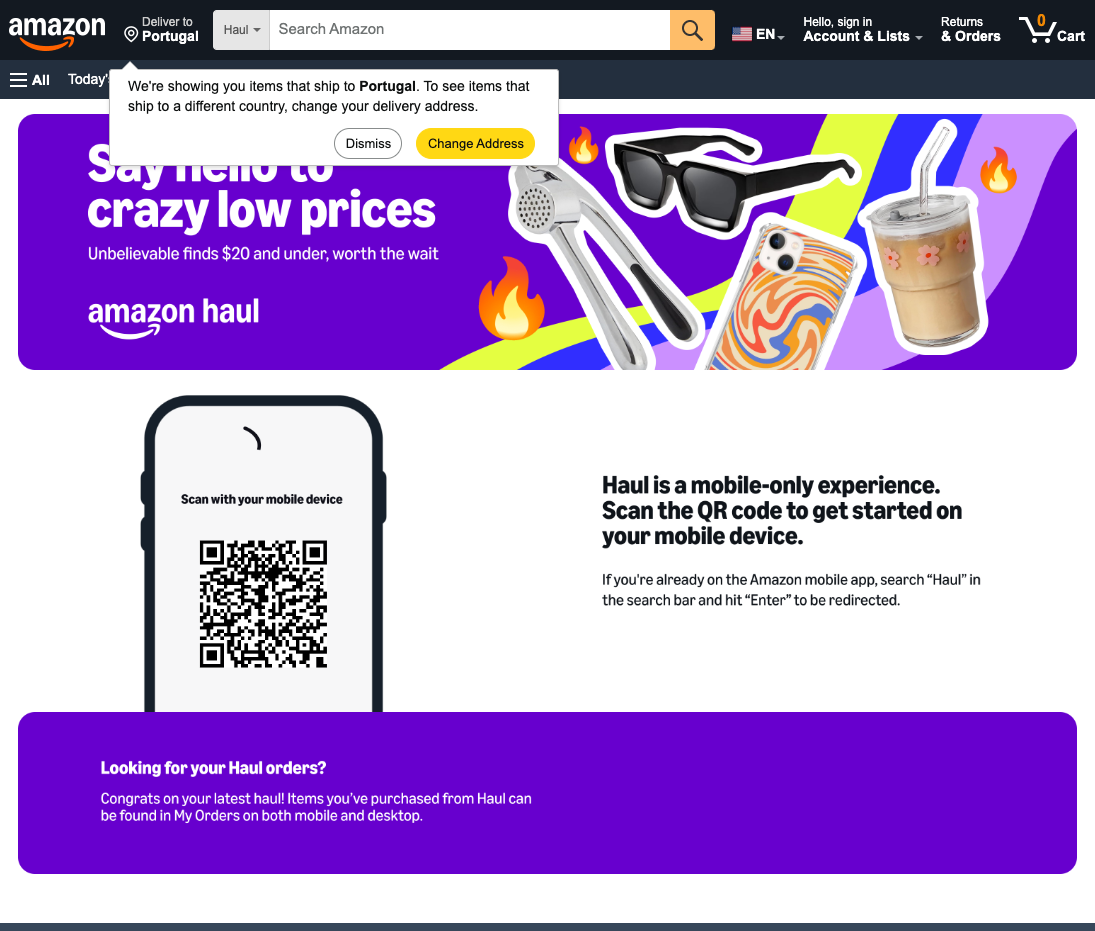 amazon
Deliver to
Portugal
Haul
Search Amazon
EN
Hello, sign in
Account & Lists
Returns
& Orders
0
Cart
All
Today's
We're showing you items that ship to Portugal. To see items that
ship to a different country, change your delivery address.
Dismiss
Change Address
Say hello to
crazy low prices
Unbelievable finds $20 and under, worth the wait
amazon haul
Scan with your mobile device
Haul is a mobile-only experience.
Scan the QR code to get started on
your mobile device.
If you're already on the Amazon mobile app, search “Haul” in
the search bar and hit “Enter” to be redirected.
Looking for your Haul orders?
Congrats on your latest haul! Items you’ve purchased from Haul can
be found in My Orders on both mobile and desktop.